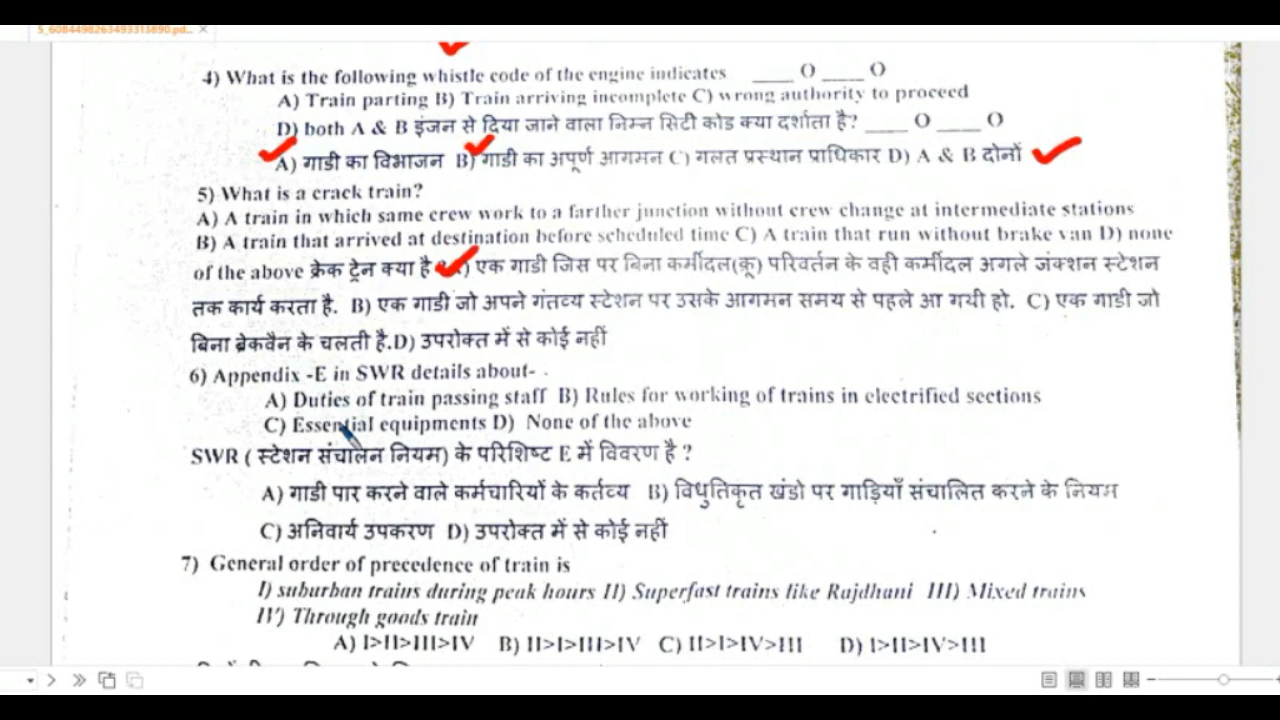 5_6084498263493313890.pd..
4) What is the following whistle code of the engine indicates ____ O ____ O
A) Train parting B) Train arriving incomplete C) wrong authority to proceed
D) both A & B इंजन से दिया जाने वाला निम्न सिटी कोड क्या दर्शाता है? ____ O ____ O
A) गाडी का विभाजन B) गाडी का अपूर्ण आगमन C) गलत प्रस्थान प्राधिकार D) A & B दोनों
5) What is a crack train?
A) A train in which same crew work to a farther junction without crew change at intermediate stations
B) A train that arrived at destination before scheduled time C) A train that run without brake van D) none
of the above क्रेक ट्रेन क्या है ) एक गाडी जिस पर बिना कर्मीदल(क्रू) परिवर्तन के वही कर्मीदल अगले जंक्शन स्टेशन
तक कार्य करता है. B) एक गाडी जो अपने गंतव्य स्टेशन पर उसके आगमन समय से पहले आ गयी हो. C) एक गाडी जो
बिना ब्रेकवैन के चलती है.D) उपरोक्त में से कोई नहीं
6) Appendix -E in SWR details about- .
A) Duties of train passing staff B) Rules for working of trains in electrified sections
C) Essential equipments D) None of the above
SWR ( स्टेशन संचालन नियम) के परिशिष्ट E में विवरण है ?
A) गाडी पार करने वाले कर्मचारियों के कर्तव्य B) विधुतिकृत खंडो पर गाड़ियाँ संचालित करने के नियम
C) अनिवार्य उपकरण D) उपरोक्त में से कोई नहीं
7) General order of precedence of train is
I) suburban trains during peak hours II) Superfast trains like Rajdhani III) Mixed trains
IV) Through goods train
A) I>II>III>IV B) II>I>III>IV C) II>I>IV>III D) I>II>IV>III